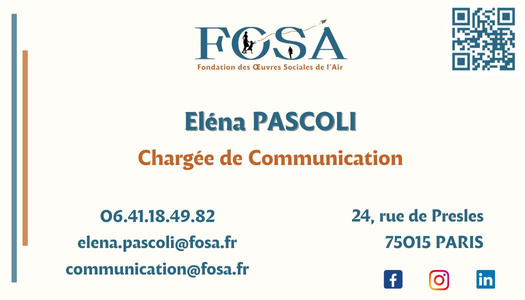 FOSA
Fondation des Œuvres Sociales de l'Air
Eléna PASCOLI
Chargée de Communication
06.41.18.49.82
elena.pascoli@fosa.fr
communication@fosa.fr
24, rue de Presles
75015 PARIS